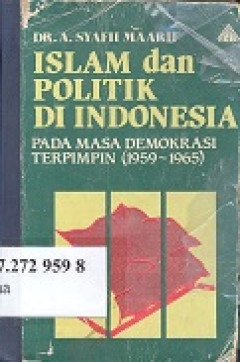 DR. A. SYAFII MAARIF
ISLAM dan
POLITIK
DI INDONESIA
PADA MASA DEMOKRASI
TERPIMPIN (1959-1965)
7.272 959 8